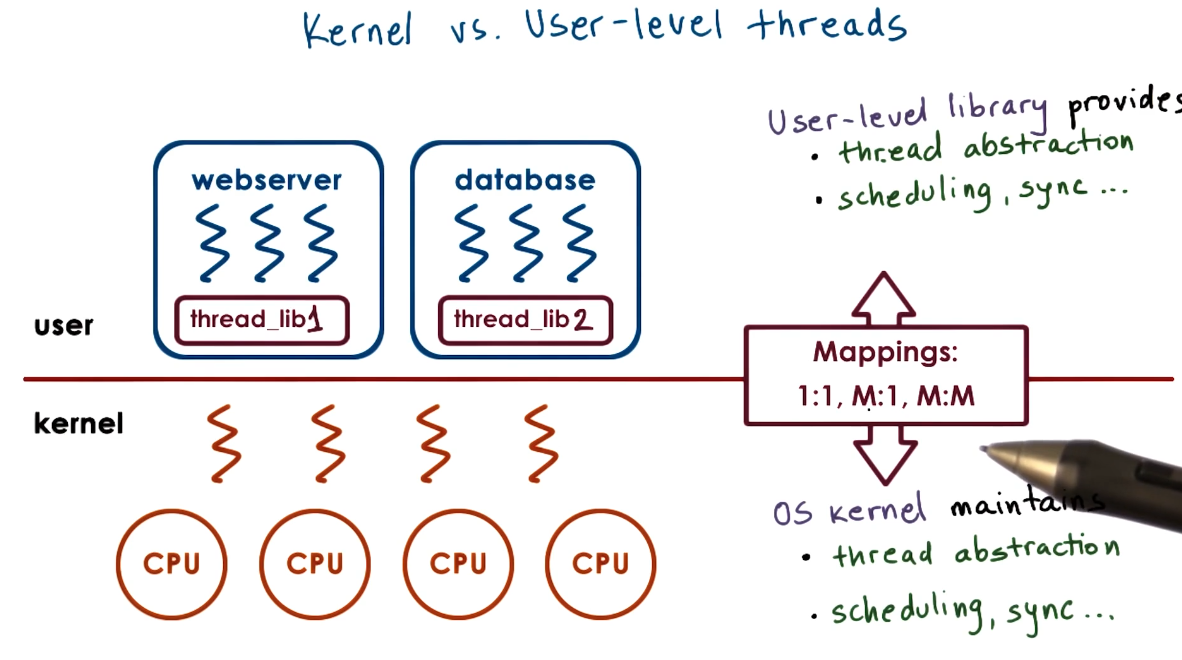 Kernel vs. User-level threads
User-level library provides
• thread abstraction
• scheduling, sync ...
webserver
database
thread_lib1
thread_lib2
user
Mappings:
1:1, M:1, M:M
kernel
OS kernel maintains
• thread abstraction
• scheduling, sync ...
CPU
CPU
CPU
CPU